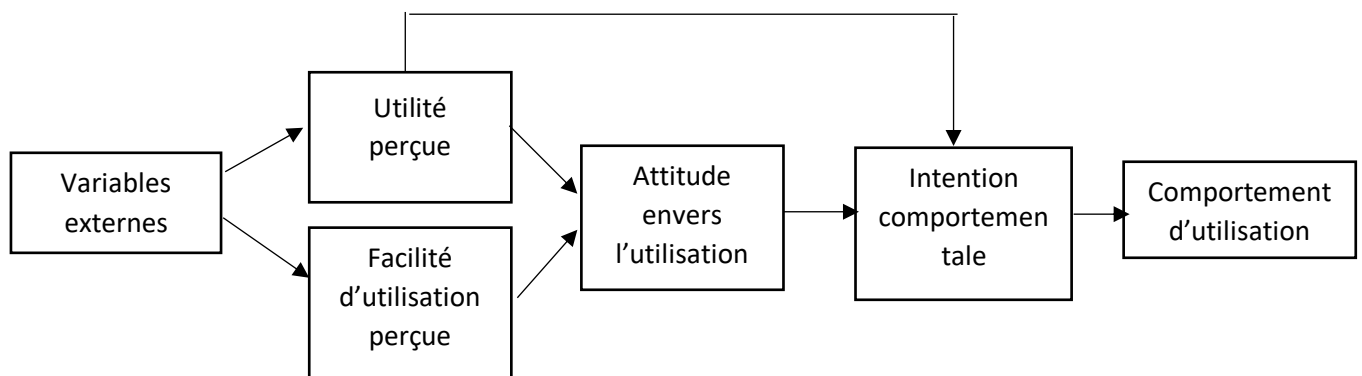 Variables
externes
Utilité
perçue
Facilité
d’utilisation
perçue
Attitude
envers
l’utilisation
Intention
comportemen
tale
Comportement
d’utilisation